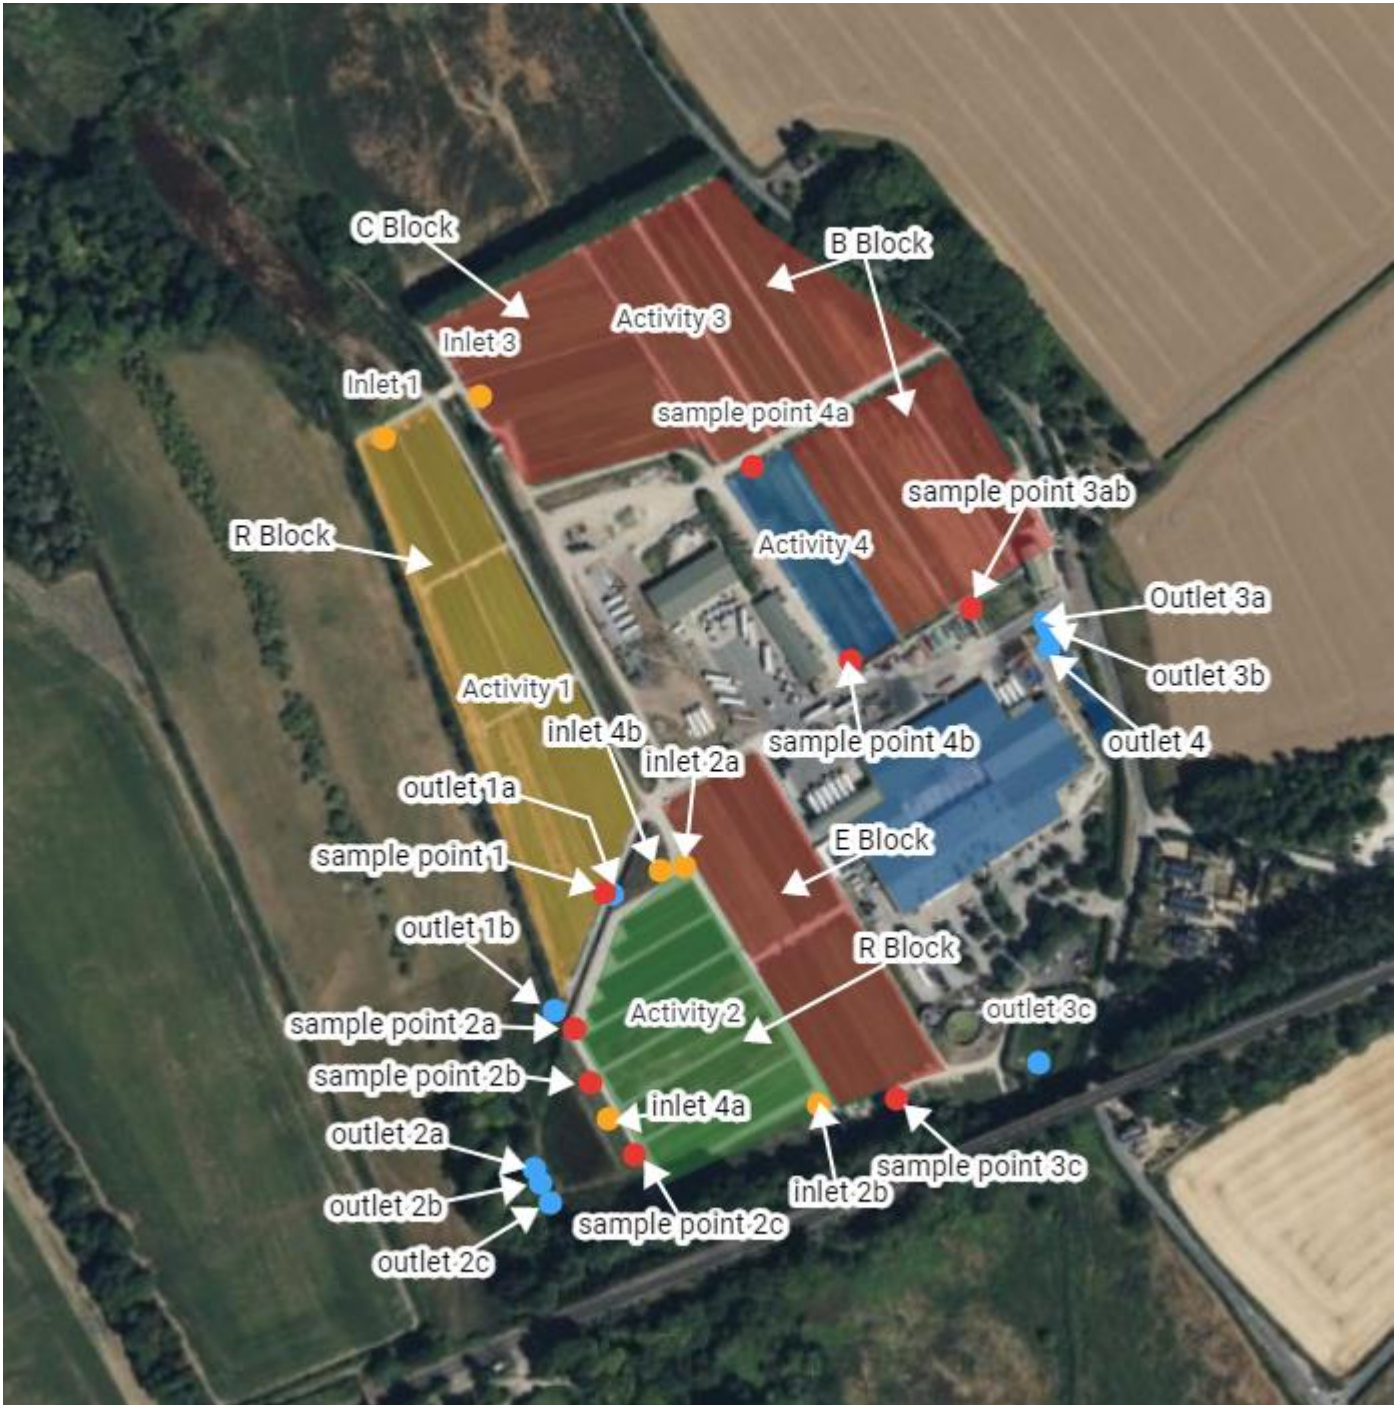 C Block
B Block
Activity 3
Inlet 3
Inlet 1
sample point 4a
sample point 3ab
R Block
Activity 4
Outlet 3a
outlet 3b
Activity 1
inlet 4b
sample point 4b
outlet 4
inlet 2a
outlet 1a
E Block
sample point 1
outlet 1b
R Block
Activity 2
outlet 3c
sample point 2a
sample point 2b
inlet 4a
outlet 2a
sample point 3c
inlet 2b
outlet 2b
sample point 2c
outlet 2c